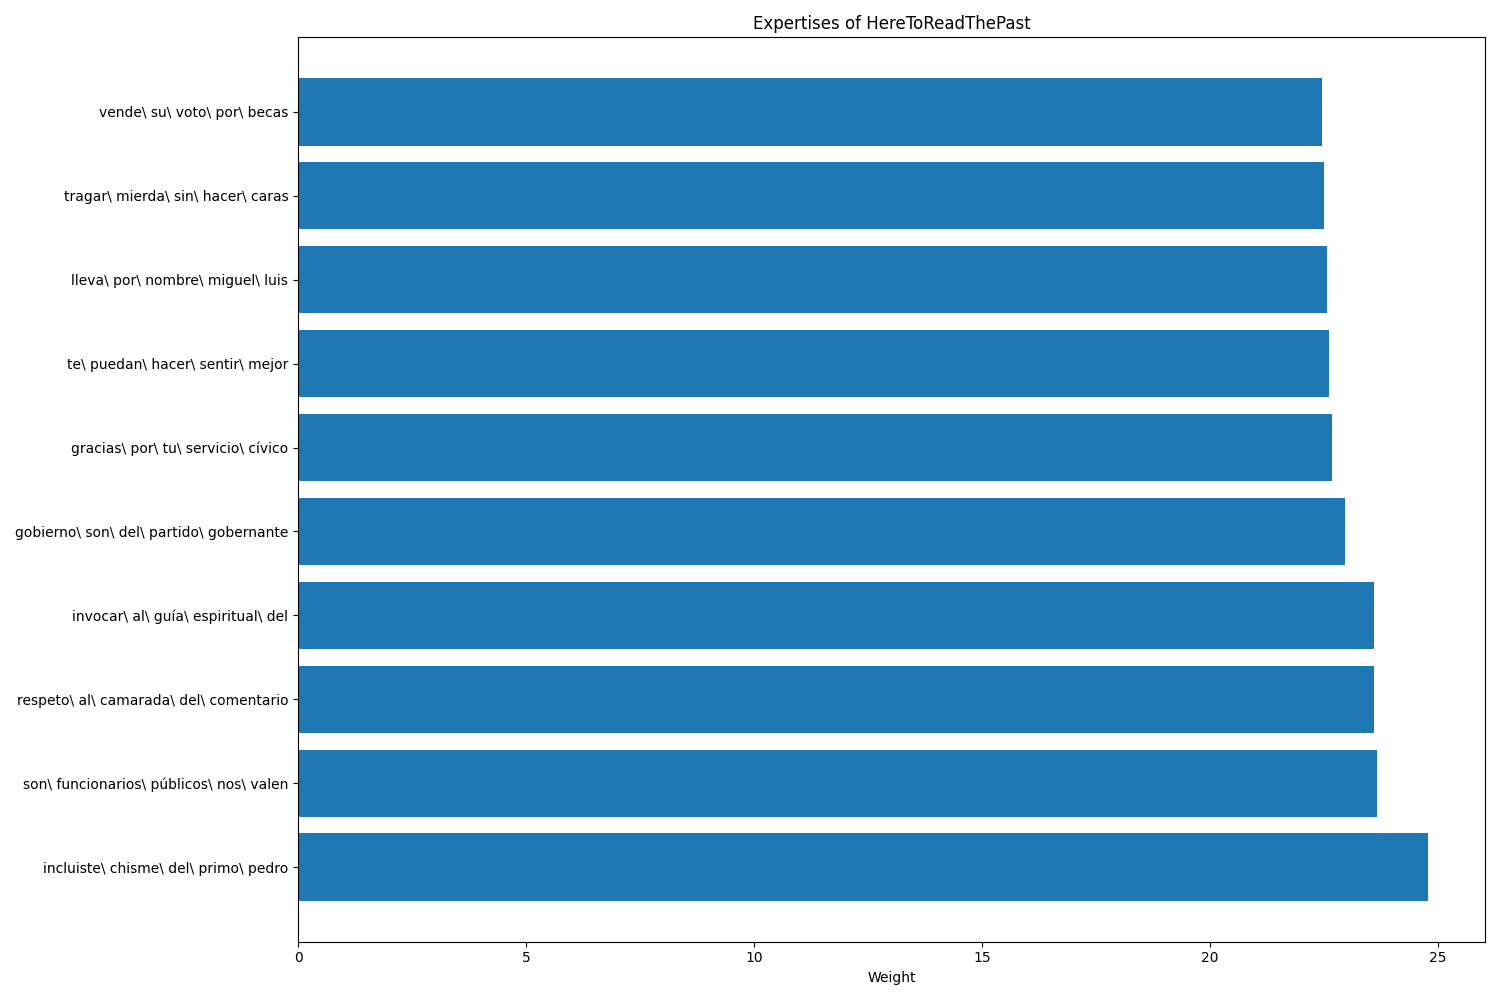 Expertises of HereToReadThePast
vende\ su\ voto\ por\ becas
tragar\ mierda\ sin\ hacer\ caras
lleva\ por\ nombre\ miguel\ luis
te\ puedan\ hacer\ sentir\ mejor
gracias\ por\ tu\ servicio\ cívico
gobierno\ son\ del\ partido\ gobernante
invocar\ al\ guía\ espiritual\ del
respeto\ al\ camarada\ del\ comentario
son\ funcionarios\ públicos\ nos\ valen
incluiste\ chisme\ del\ primo\ pedro
0 5 10 15 20 25
Weight